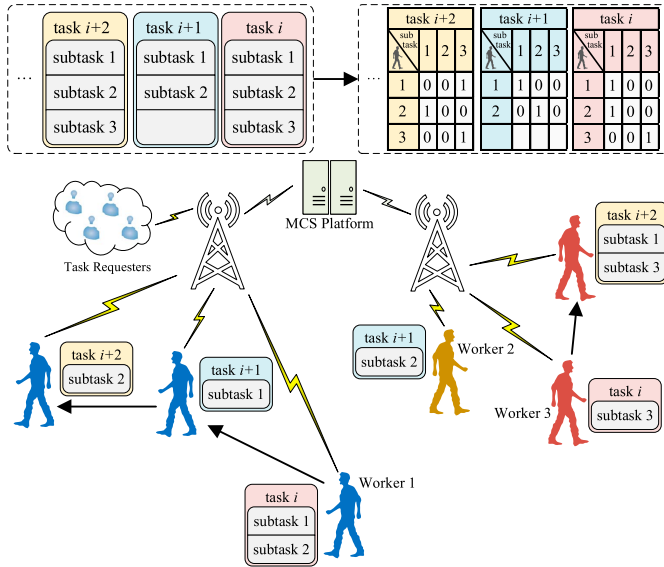 task i+2
subtask 1
subtask 2
subtask 3
task i+1
subtask 1
subtask 2
task i
subtask 1
subtask 2
subtask 3
...
...
task i+2
sub task 1 2 3
1 0 0 1
2 1 0 0
3 0 0 1
task i+1
sub task 1 2 3
1 1 0 0
2 0 1 0
task i
sub task 1 2 3
1 1 0 0
2 1 0 0
3 0 0 1
MCS Platform
Task Requesters
task i+2
subtask 1
subtask 3
task i+2
subtask 2
task i+1
subtask 1
task i+1
subtask 2
Worker 2
Worker 3
task i
subtask 3
Worker 1
task i
subtask 1
subtask 2